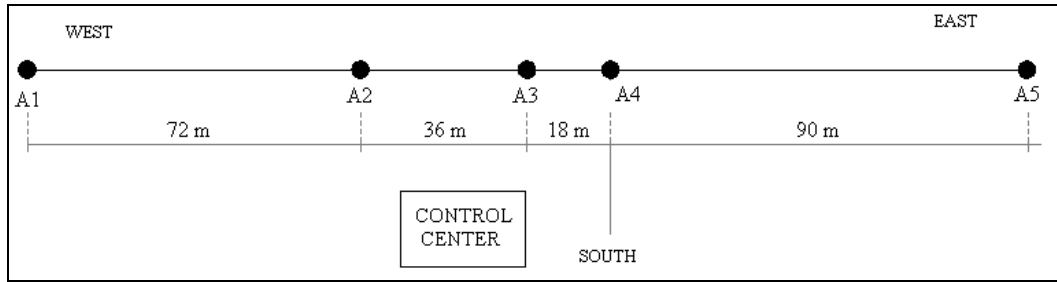 WEST
EAST
A1
A2
A3
A4
A5
72 m
36 m
18 m
90 m
CONTROL
CENTER
SOUTH